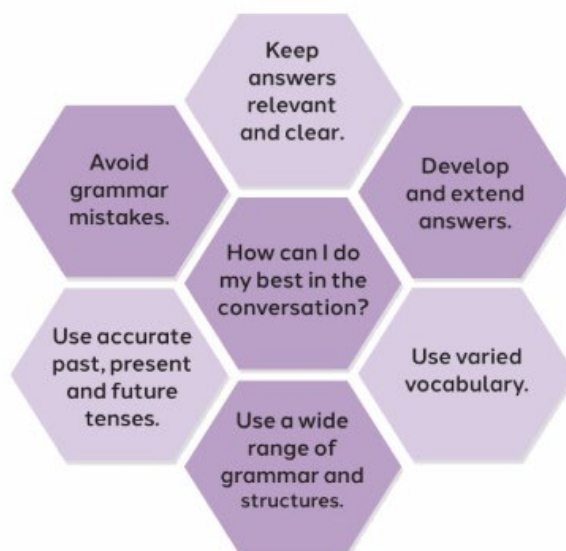 Keep
answers
relevant
and clear.
Avoid
grammar
mistakes.
Develop
and extend
answers.
How can I do
my best in the
conversation?
Use accurate
past, present
and future
tenses.
Use varied
vocabulary.
Use a wide
range of
grammar and
structures.